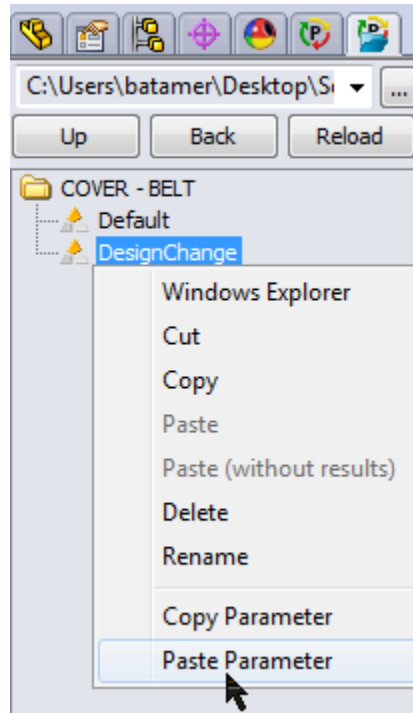 C:\Users\batamer\Desktop\S
...
Up Back Reload
COVER - BELT
Default
DesignChange
Windows Explorer
Cut
Copy
Paste
Paste (without results)
Delete
Rename
Copy Parameter
Paste Parameter